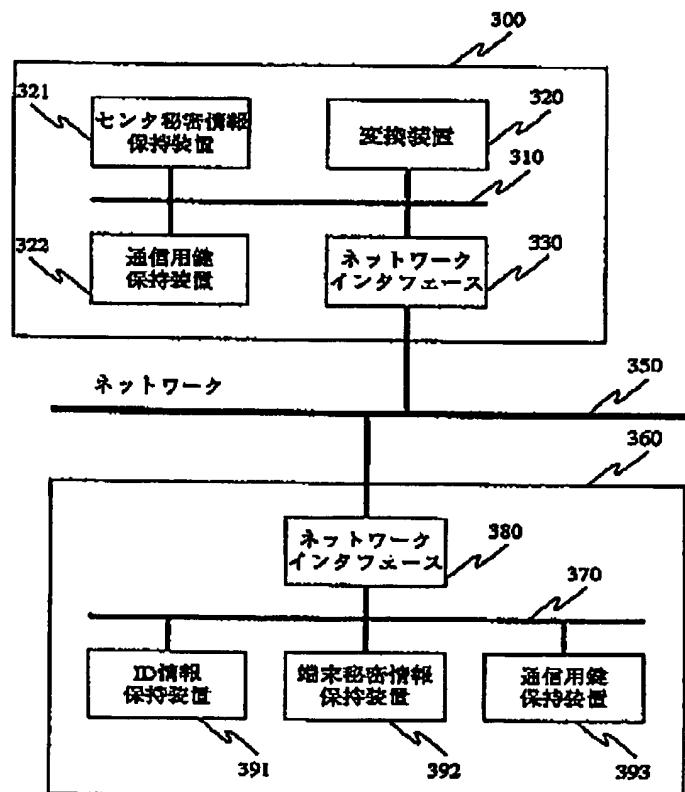 300
321
センタ秘密情報
保持装置
320
変換装置
310
322
通信用鍵
保持装置
330
ネットワーク
インタフェース
ネットワーク
350
360
ネットワーク
インタフェース
380
370
ID情報
保持装置
端末秘密情報
保持装置
通信用鍵
保持装置
391
392
393